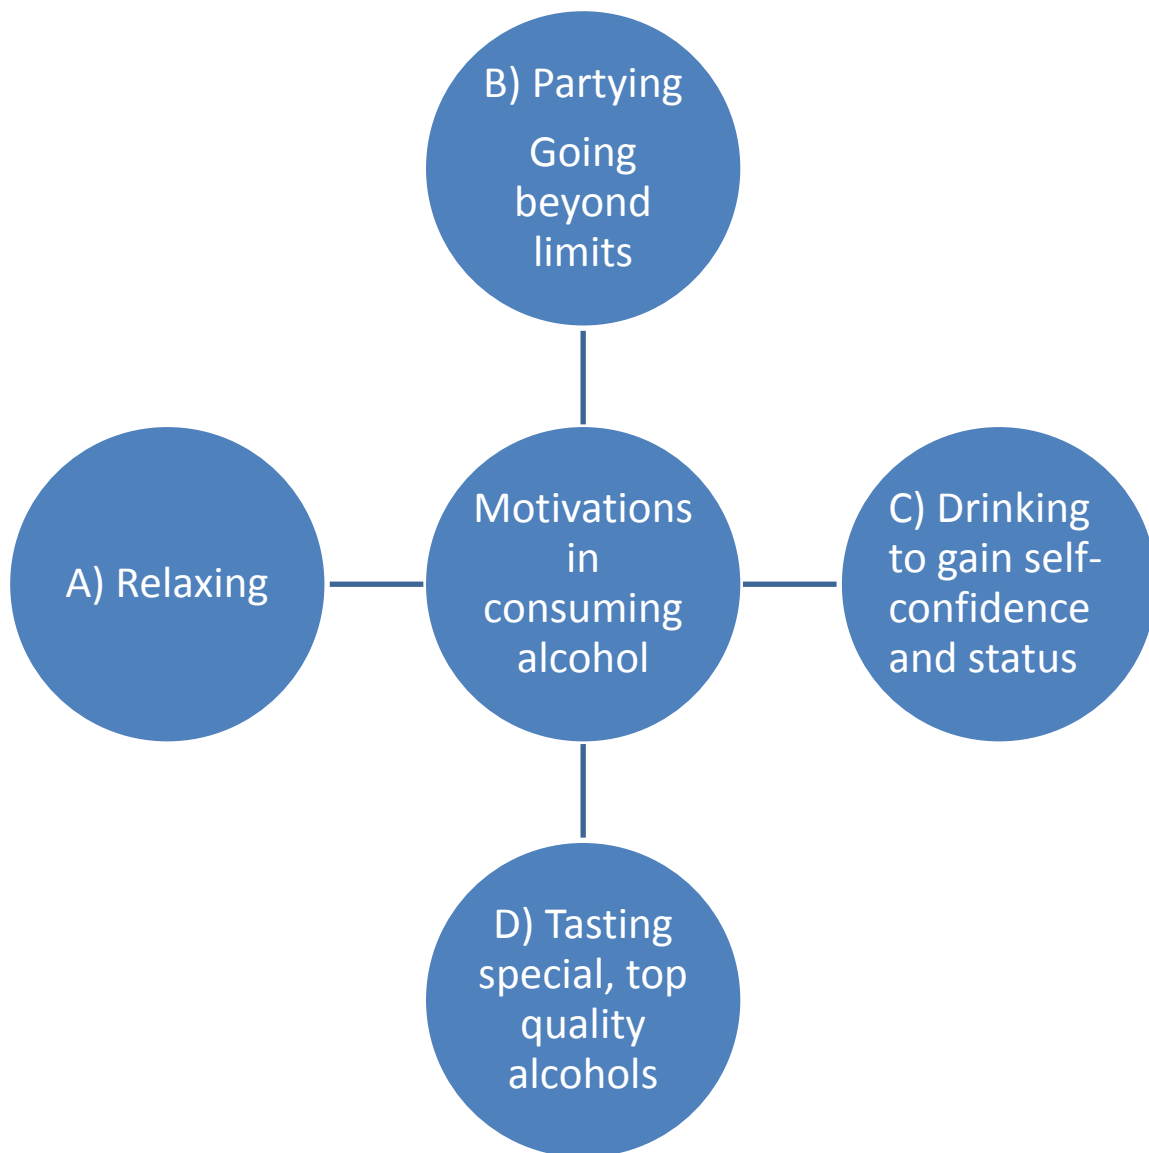 B) Partying
Going
beyond
limits
A) Relaxing
Motivations
in
consuming
alcohol
C) Drinking
to gain self-
confidence
and status
D) Tasting
special, top
quality
alcohols